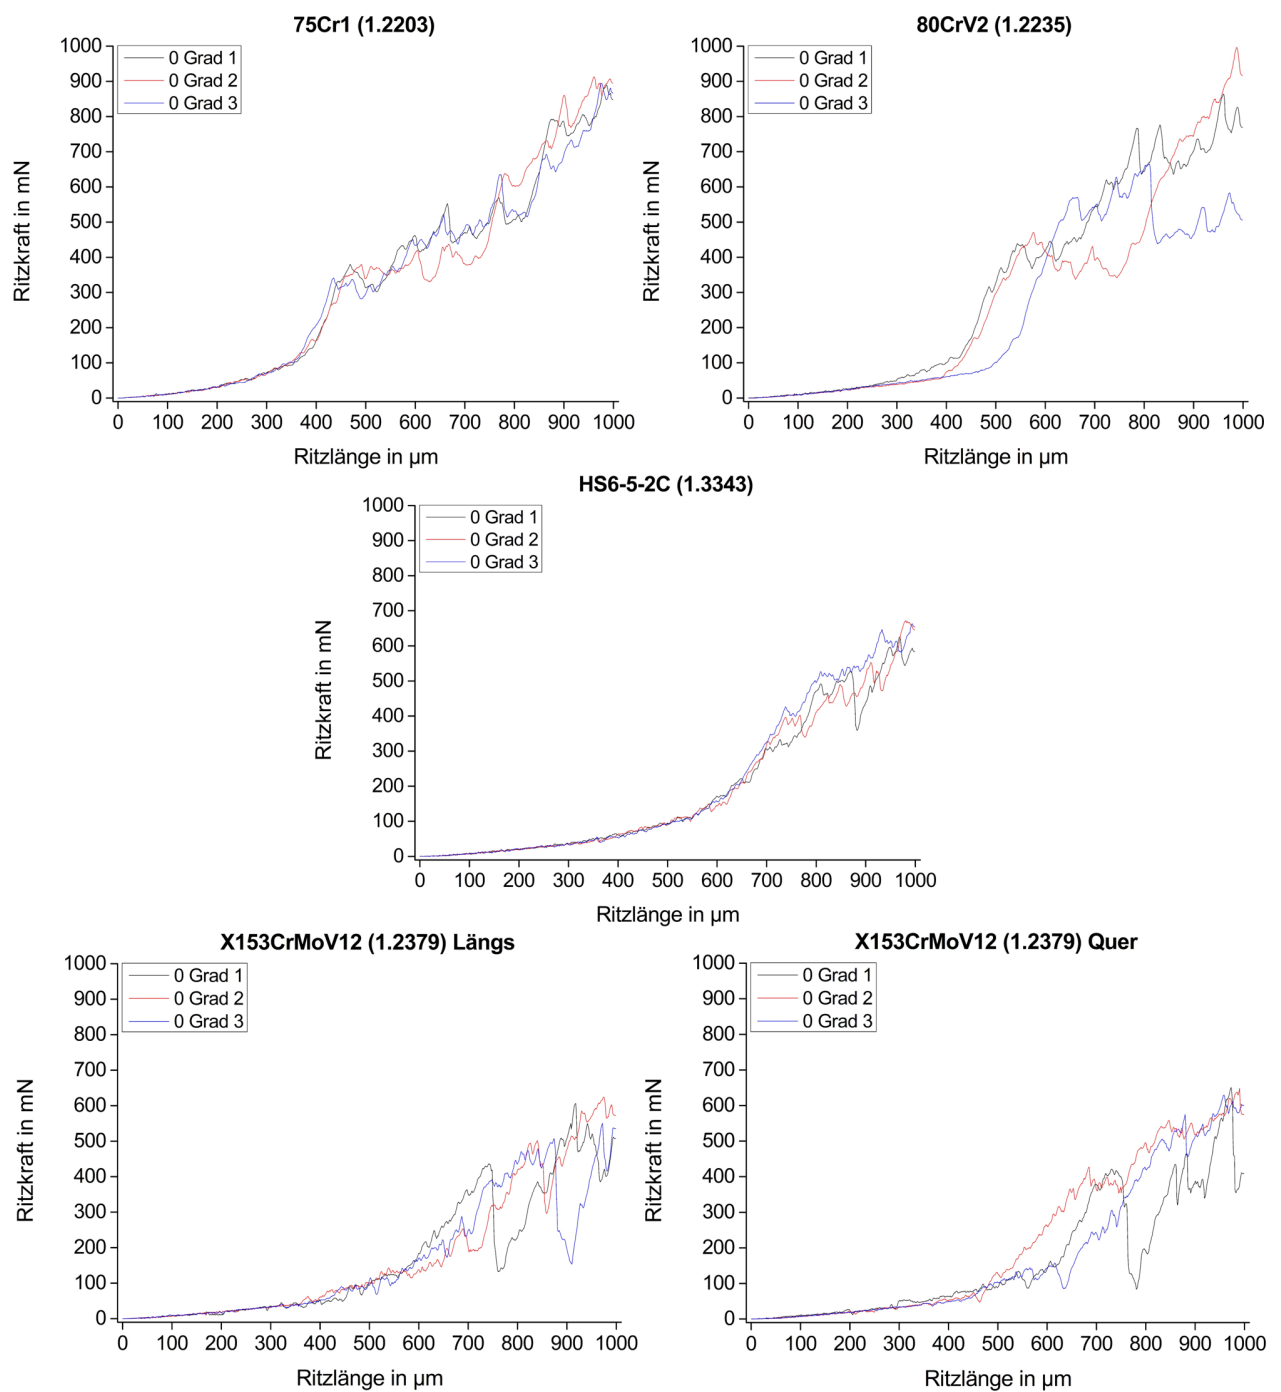 75Cr1 (1.2203)
0 Grad 1
0 Grad 2
0 Grad 3
Ritzkraft in mN
1000
900
800
700
600
500
400
300
200
100
0
0 100 200 300 400 500 600 700 800 900 1000
Ritzlänge in µm
80CrV2 (1.2235)
0 Grad 1
0 Grad 2
0 Grad 3
Ritzkraft in mN
1000
900
800
700
600
500
400
300
200
100
0
0 100 200 300 400 500 600 700 800 900 1000
Ritzlänge in µm
HS6-5-2C (1.3343)
0 Grad 1
0 Grad 2
0 Grad 3
Ritzkraft in mN
1000
900
800
700
600
500
400
300
200
100
0
0 100 200 300 400 500 600 700 800 900 1000
Ritzlänge in µm
X153CrMoV12 (1.2379) Längs
0 Grad 1
0 Grad 2
0 Grad 3
Ritzkraft in mN
1000
900
800
700
600
500
400
300
200
100
0
0 100 200 300 400 500 600 700 800 900 1000
Ritzlänge in µm
X153CrMoV12 (1.2379) Quer
0 Grad 1
0 Grad 2
0 Grad 3
Ritzkraft in mN
1000
900
800
700
600
500
400
300
200
100
0
0 100 200 300 400 500 600 700 800 900 1000
Ritzlänge in µm